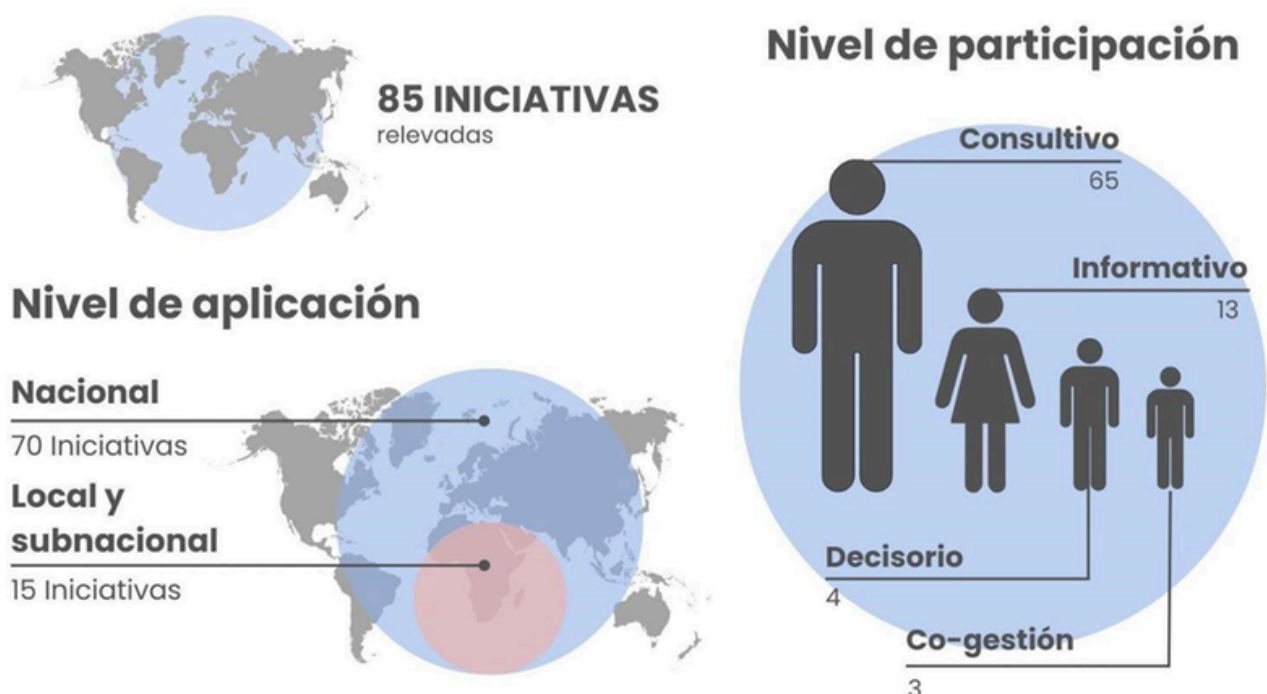 85 INICIATIVAS
relevadas
Nivel de aplicación
Nacional
70 Iniciativas
Local y
subnacional
15 Iniciativas
Nivel de participación
Consultivo
65
Informativo
13
Decisorio
4
Co-gestión
3